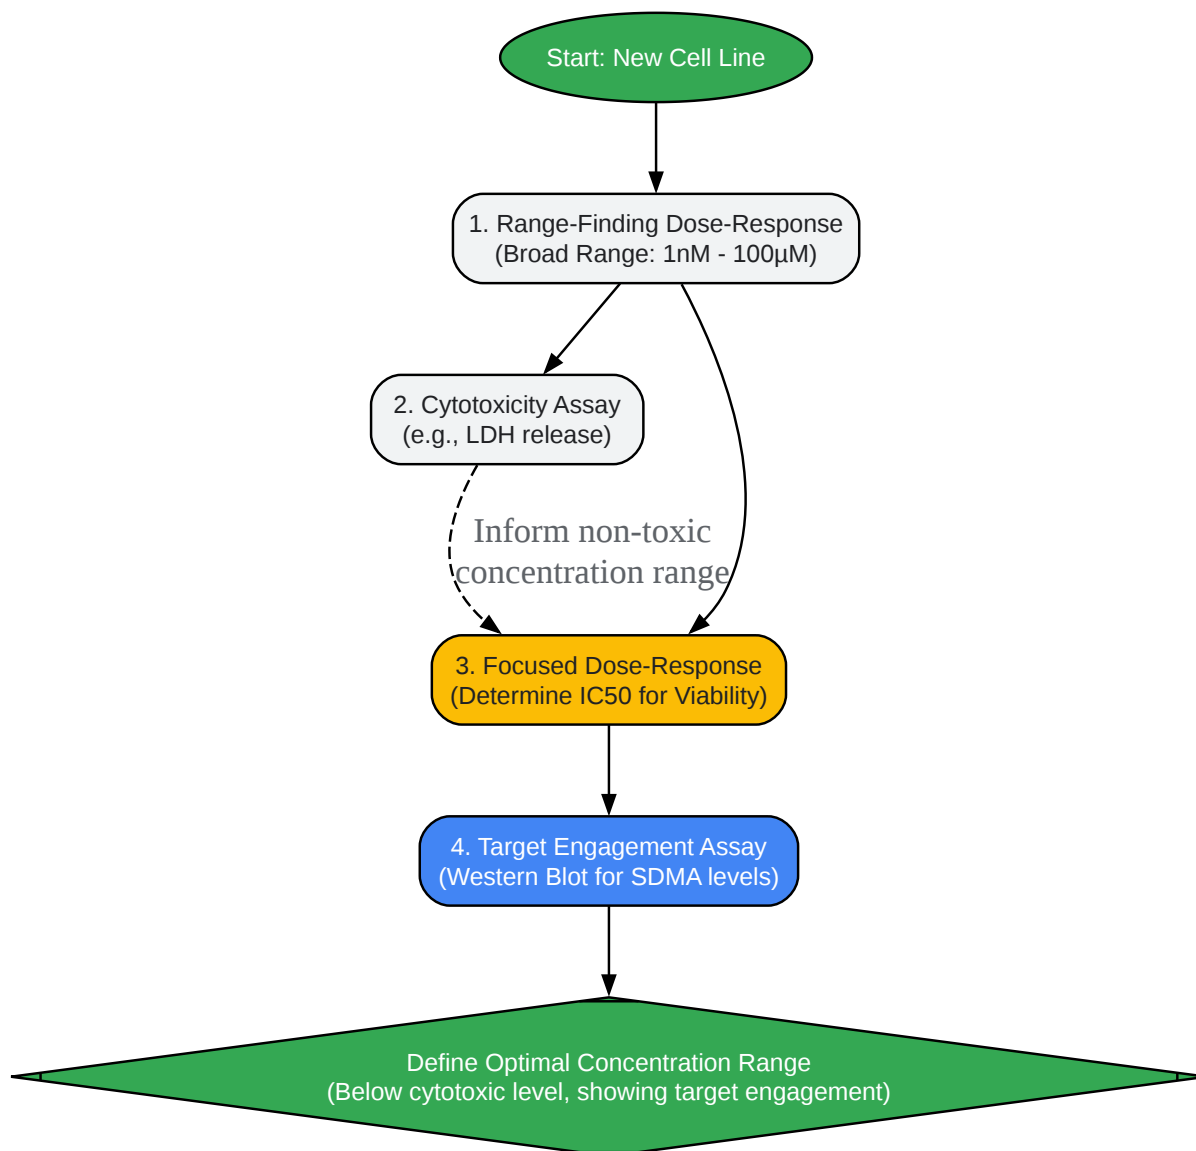 Start: New Cell Line
1. Range-Finding Dose-Response
(Broad Range: 1nM - 100µM)
2. Cytotoxicity Assay
(e.g., LDH release)
Inform non-toxic
concentration range
3. Focused Dose-Response
(Determine IC50 for Viability)
4. Target Engagement Assay
(Western Blot for SDMA levels)
Define Optimal Concentration Range
(Below cytotoxic level, showing target engagement)